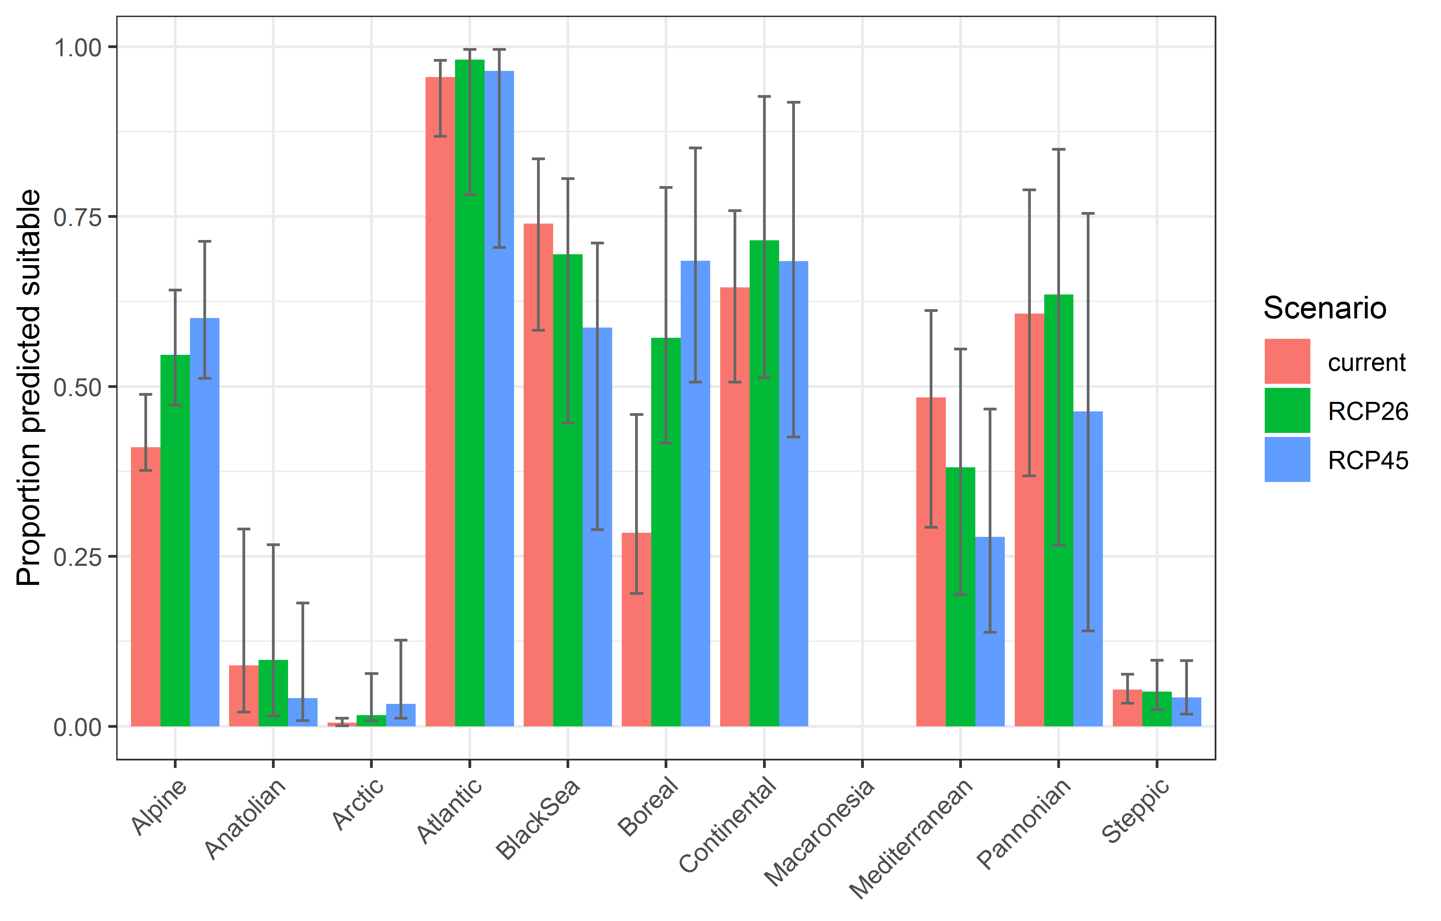 Proportion predicted suitable
1.00
0.75
0.50
0.25
0.00
Alpine
Anatolian
Arctic
Atlantic
BlackSea
Boreal
Continental
Macaronesia
Mediterranean
Pannonian
Steppic
Scenario
current
RCP26
RCP45